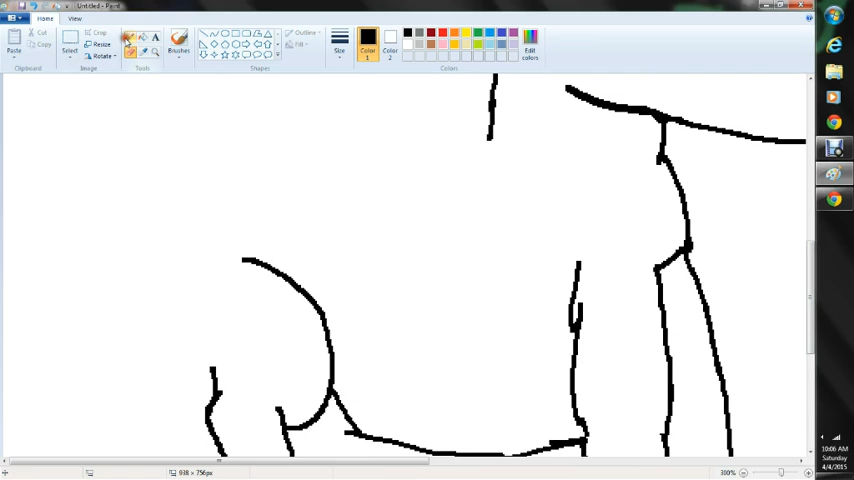 Untitled - Paint
Home View
Paste Cut Copy
Select Crop Resize Rotate
A
Brushes
Outline Fill
Size
Color 1 Color 2
Edit colors
Clipboard Image Tools Shapes Colors
938 × 756px 300%
10:06 AM
Saturday
4/4/2015